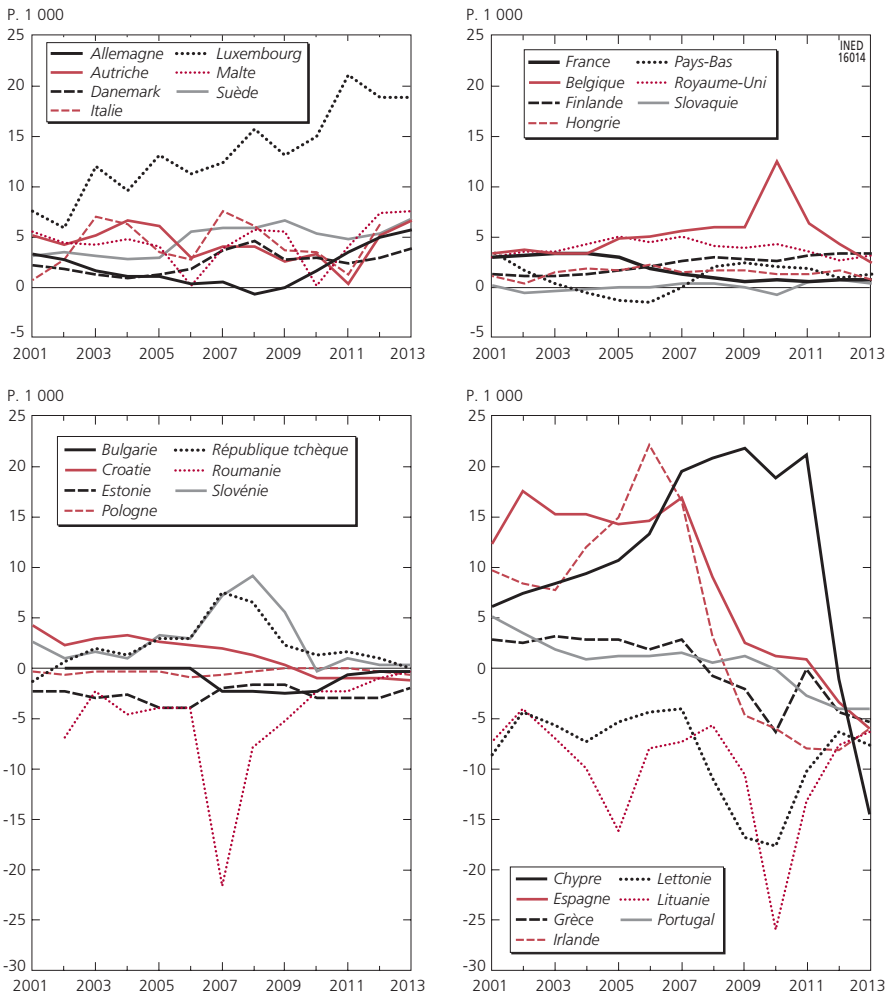 P. 1 000
25
20
15
10
5
0
-5
2001 2003 2005 2007 2009 2011 2013
Allemagne Luxembourg
Autriche Malte
Danemark Suède
Italie
P. 1 000
25
20
15
10
5
0
-5
2001 2003 2005 2007 2009 2011 2013
INED
16014
France Pays-Bas
Belgique Royaume-Uni
Finlande Slovaquie
Hongrie
P. 1 000
25
20
15
10
5
0
-5
-10
-15
-20
-25
-30
2001 2003 2005 2007 2009 2011 2013
Bulgarie République tchèque
Croatie Roumanie
Estonie Slovénie
Pologne
P. 1 000
25
20
15
10
5
0
-5
-10
-15
-20
-25
-30
2001 2003 2005 2007 2009 2011 2013
Chypre Lettonie
Espagne Lituanie
Grèce Portugal
Irlande